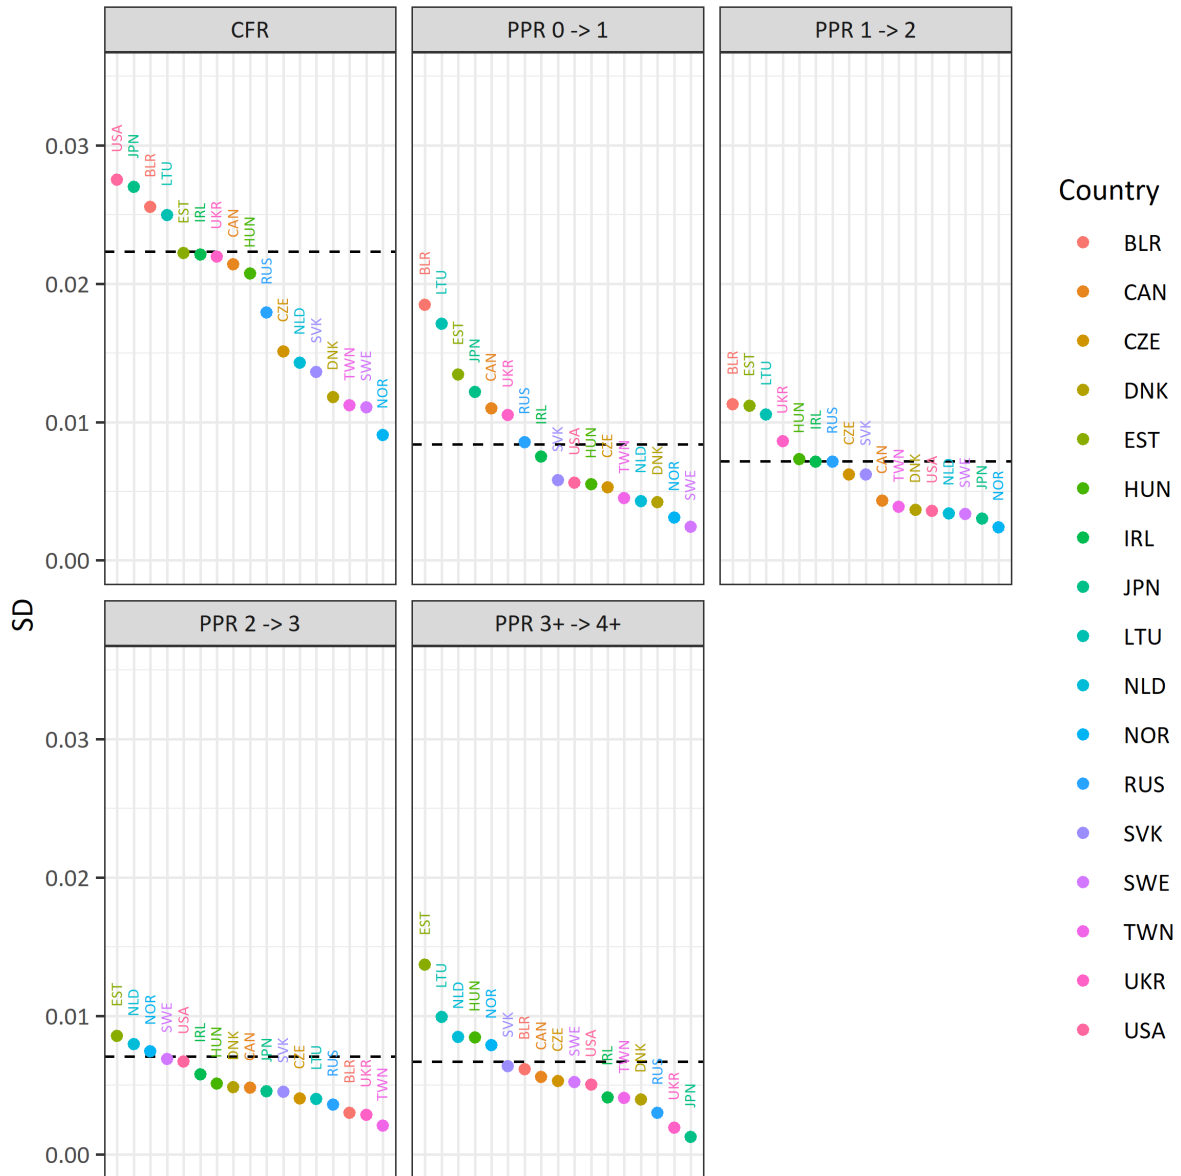 CFR
PPR 0 -> 1
PPR 1 -> 2
0.03
0.02
0.01
0.00
USA
JPN
BLR
LTU
EST
IRL
UKR
CAN
HUN
RUS
CZE
NLD
SVK
DNK
TWN
SWE
NOR
BLR
LTU
EST
JPN
CAN
UKR
RUS
IRL
SVK
USA
HUN
CZE
TWN
NLD
DNK
NOR
SWE
BLR
EST
LTU
UKR
HUN
IRL
RUS
CZE
SVK
CAN
TWN
DNK
USA
NLD
SWE
JPN
NOR
SD
PPR 2 -> 3
PPR 3+ -> 4+
0.03
0.02
0.01
0.00
EST
NLD
NOR
SWE
USA
IRL
HUN
DNK
CAN
JPN
SVK
CZE
LTU
RUS
BLR
UKR
TWN
EST
LTU
NLD
HUN
NOR
SVK
BLR
CAN
CZE
SWE
USA
IRL
TWN
DNK
RUS
UKR
JPN
Country
BLR
CAN
CZE
DNK
EST
HUN
IRL
JPN
LTU
NLD
NOR
RUS
SVK
SWE
TWN
UKR
USA